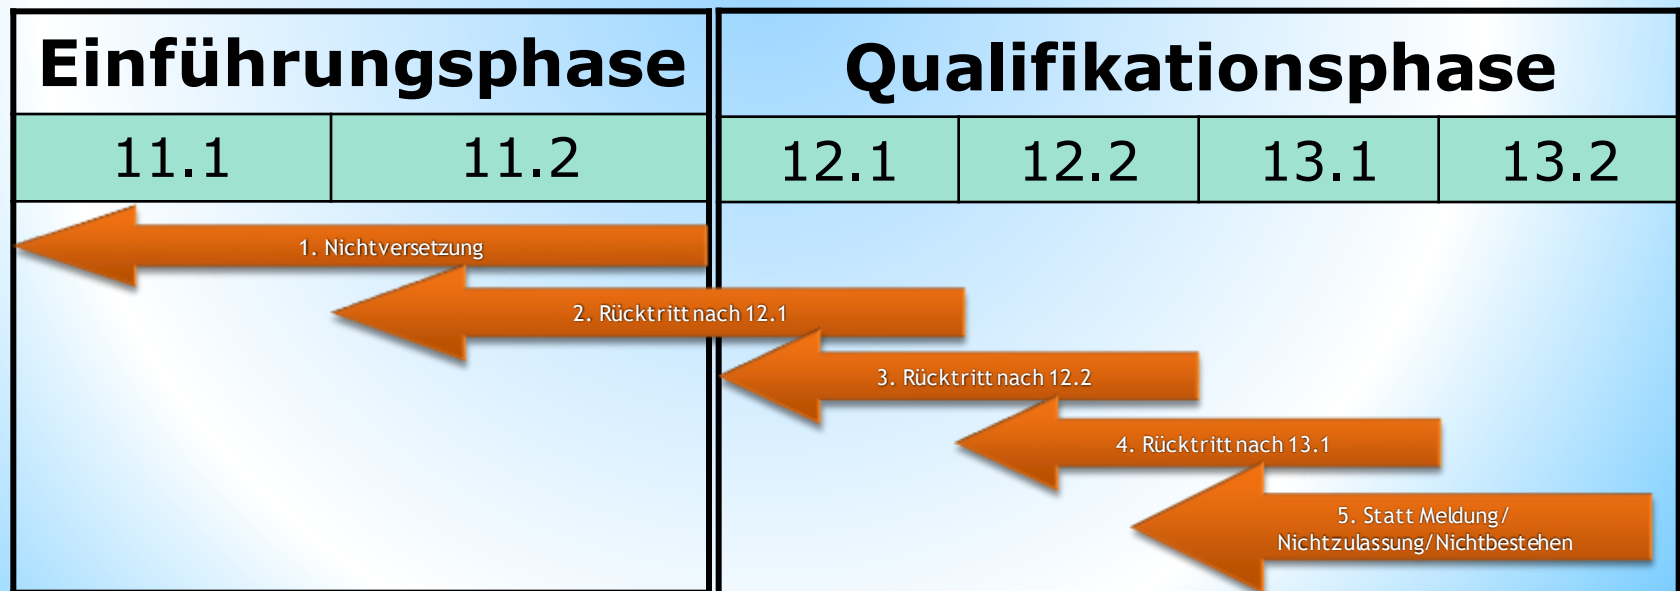 Einführungsphase
Qualifikationsphase
11.1
11.2
12.1
12.2
13.1
13.2
1. Nichtversetzung
2. Rücktritt nach 12.1
3. Rücktritt nach 12.2
4. Rücktritt nach 13.1
5. Statt Meldung/
Nichtzulassung/Nichtbestehen